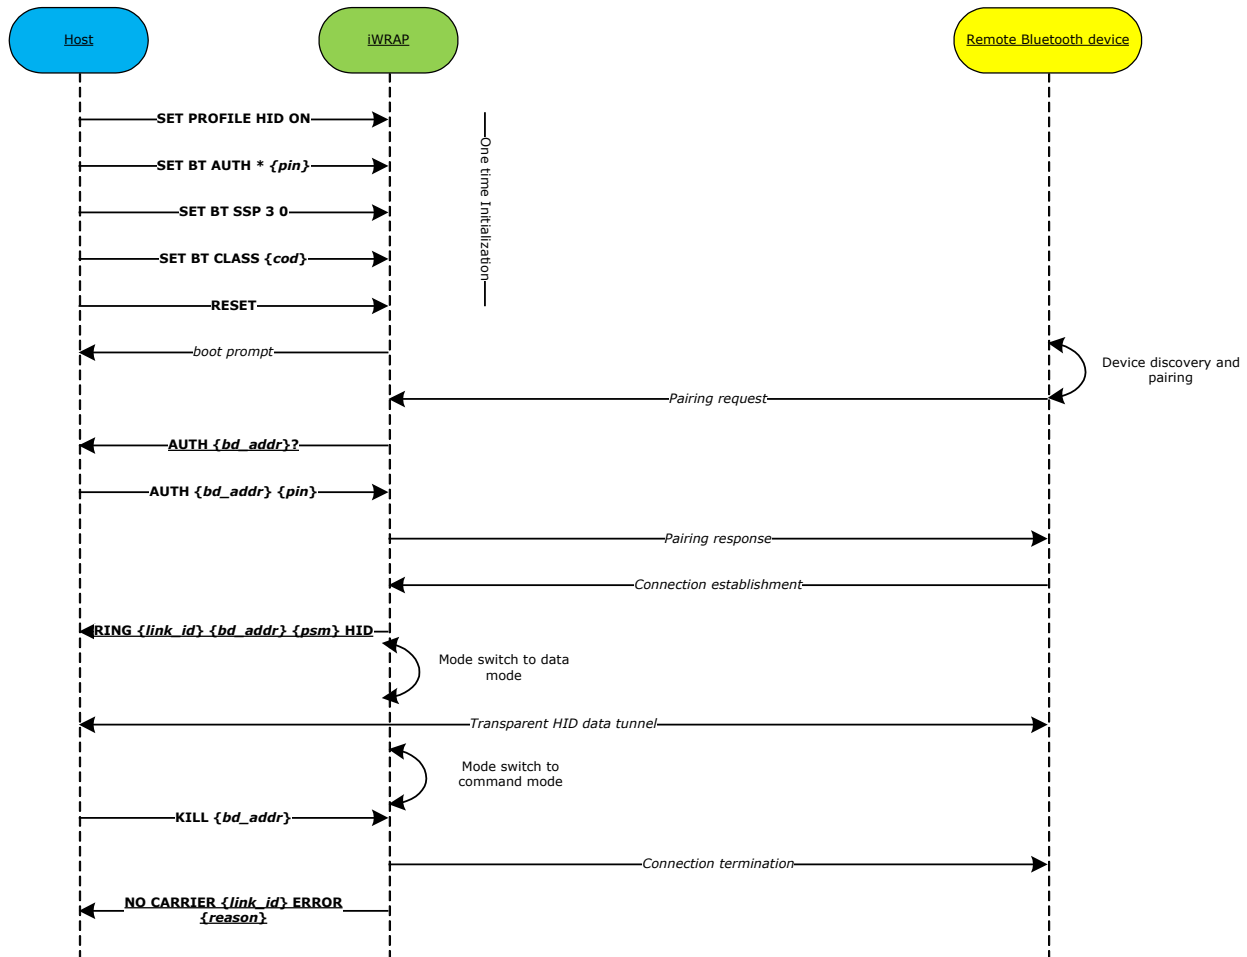 Host
iWRAP
Remote Bluetooth device
SET PROFILE HID ON
One time Initialization
SET BT AUTH * {pin}
SET BT SSP 3 0
SET BT CLASS {cod}
RESET
boot prompt
Device discovery and
pairing
Pairing request
AUTH {bd_addr}?
AUTH {bd_addr} {pin}
Pairing response
Connection establishment
RING {link_id} {bd_addr} {psm} HID
Mode switch to data
mode
Transparent HID data tunnel
Mode switch to
command mode
KILL {bd_addr}
Connection termination
NO CARRIER {link_id} ERROR
{reason}